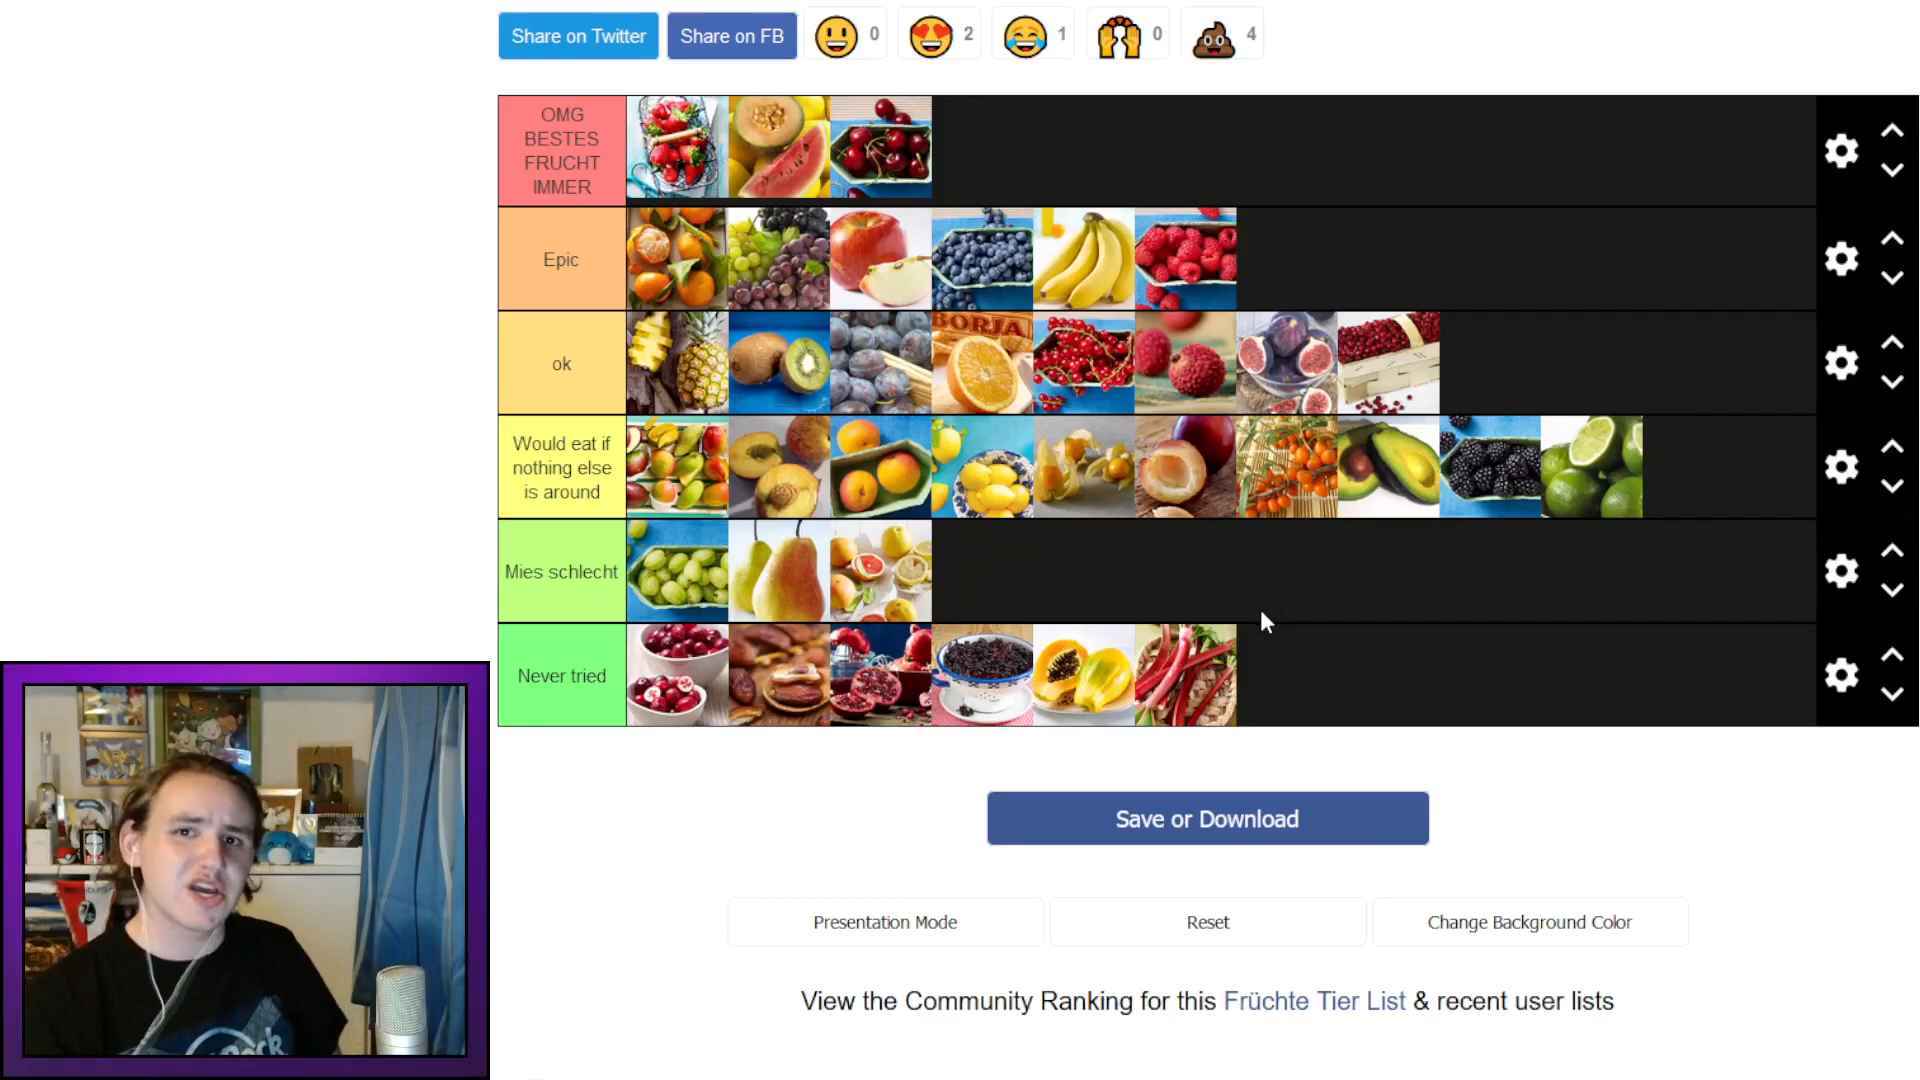 Share on Twitter
Share on FB
0
2
1
0
4
OMG
BESTES
FRUCHT
IMMER
Epic
ok
BORJA
Would eat if
nothing else
is around
Mies schlecht
Never tried
Save or Download
Presentation Mode
Reset
Change Background Color
View the Community Ranking for this Früchte Tier List & recent user lists